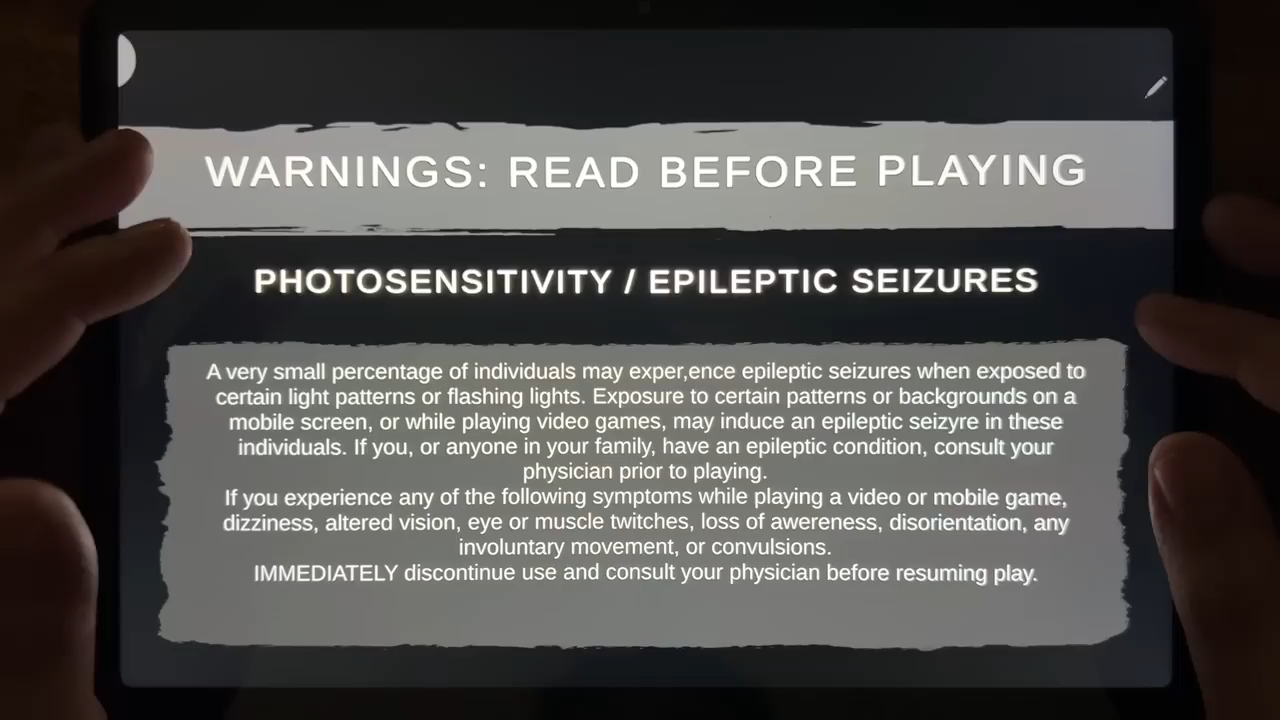 WARNINGS: READ BEFORE PLAYING
PHOTOSENSITIVITY / EPILEPTIC SEIZURES
A very small percentage of individuals may exper,ence epileptic seizures when exposed to
certain light patterns or flashing lights. Exposure to certain patterns or backgrounds on a
mobile screen, or while playing video games, may induce an epileptic seizyre in these
individuals. If you, or anyone in your family, have an epileptic condition, consult your
physician prior to playing.
If you experience any of the following symptoms while playing a video or mobile game,
dizziness, altered vision, eye or muscle twitches, loss of awereness, disorientation, any
involuntary movement, or convulsions.
IMMEDIATELY discontinue use and consult your physician before resuming play.